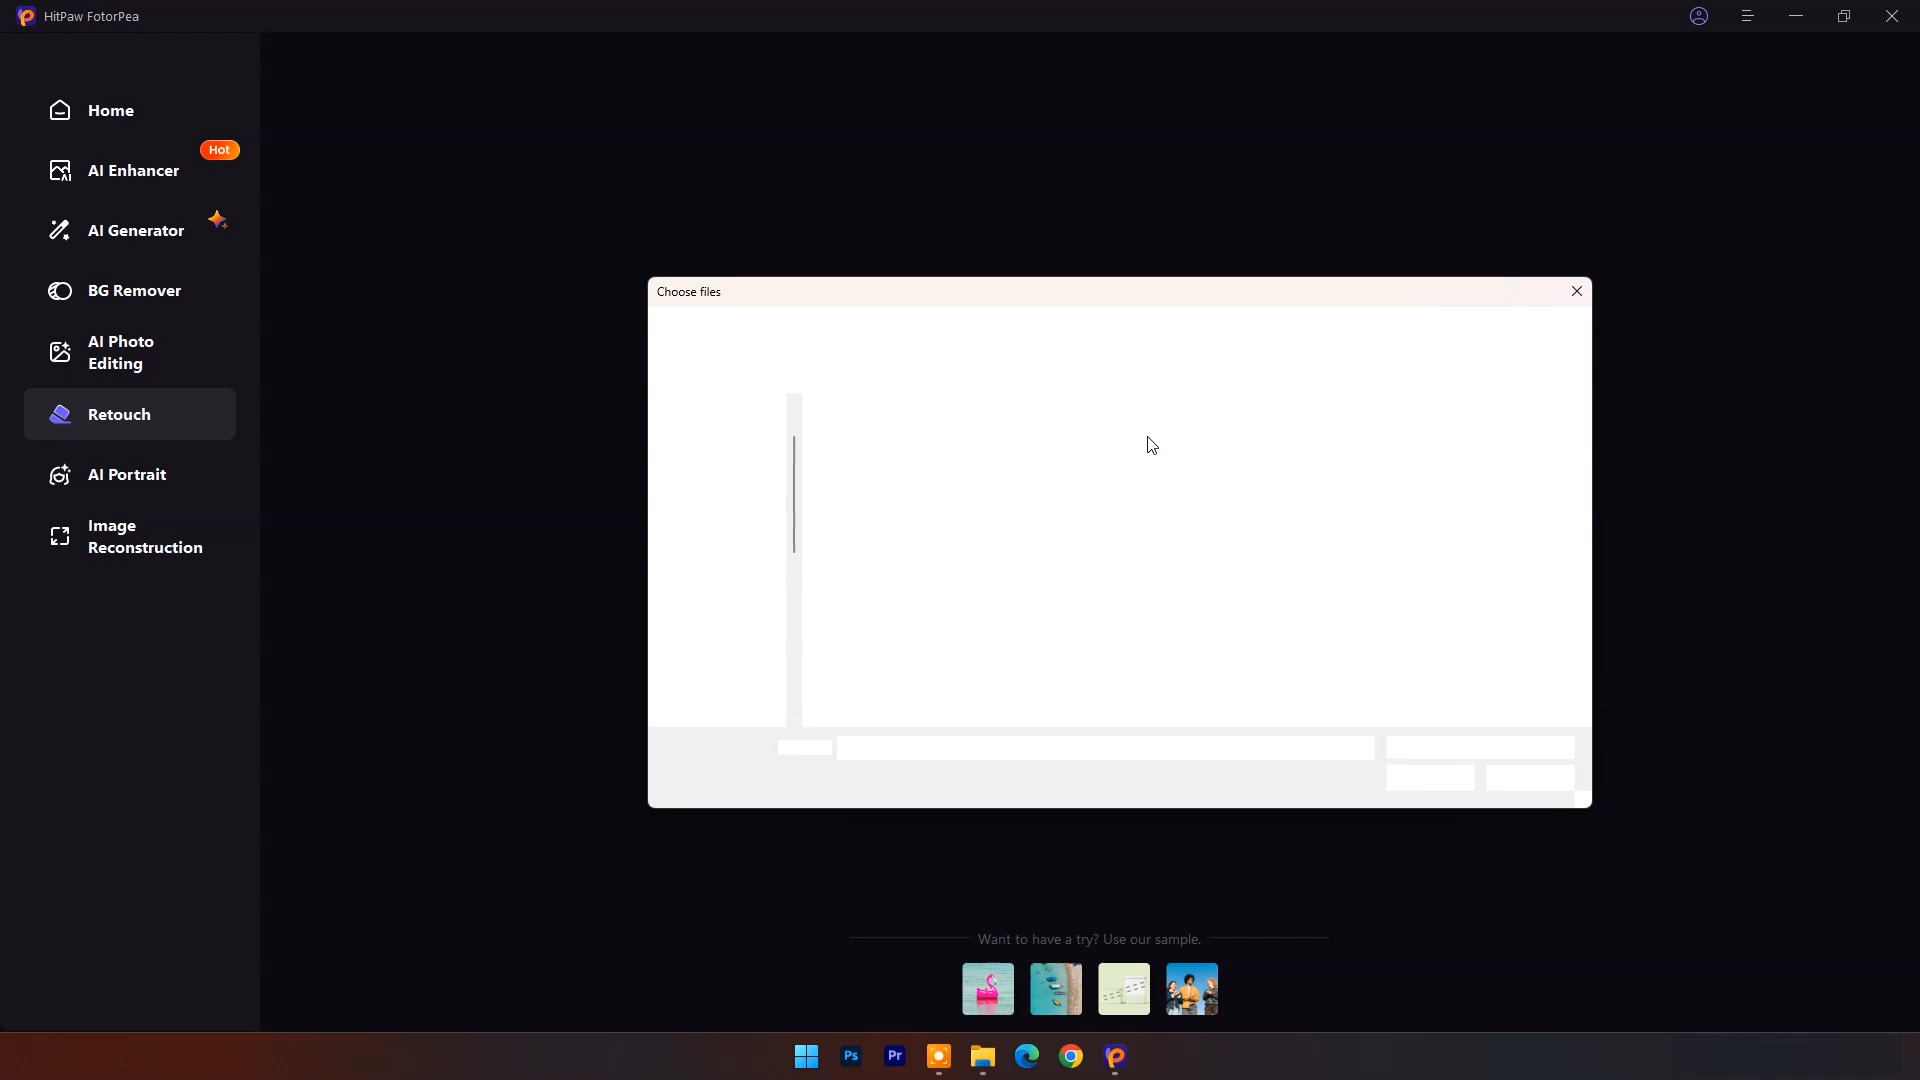 HitPaw FotorPea
Home
Hot
AI Enhancer
AI Generator
BG Remover
AI Photo
Editing
Retouch
AI Portrait
Image
Reconstruction
Choose files
Want to have a try? Use our sample.
Ps
Pr